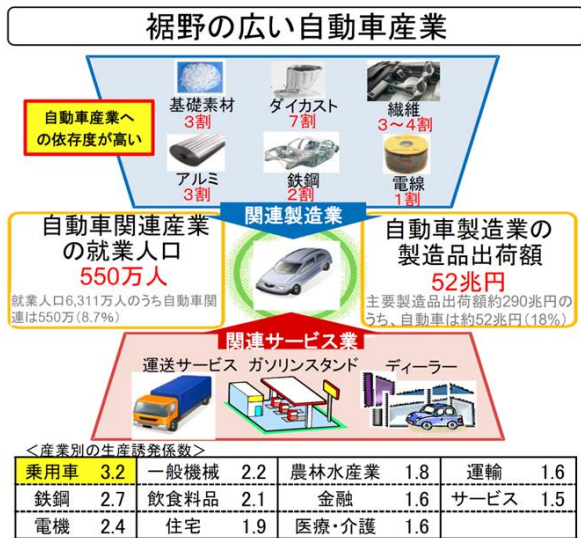 裾野の広い自動車産業
自動車産業へ
の依存度が高い
基礎素材
3割
ダイカスト
7割
繊維
3～4割
アルミ
3割
鉄鋼
2割
電線
1割
関連製造業
自動車関連産業
の就業人口
550万人
就業人口6,311万人のうち自動車関
連は550万(8.7%)
自動車製造業の
製造品出荷額
52兆円
主要製造品出荷額約290兆円の
うち、自動車は約52兆円(18%)
関連サービス業
運送サービス
ガソリンスタンド
ディーラー
＜産業別の生産誘発係数＞
乗用車 3.2 一般機械 2.2 農林水産業 1.8 運輸 1.6
鉄鋼 2.7 飲食料品 2.1 金融 1.6 サービス 1.5
電機 2.4 住宅 1.9 医療・介護 1.6